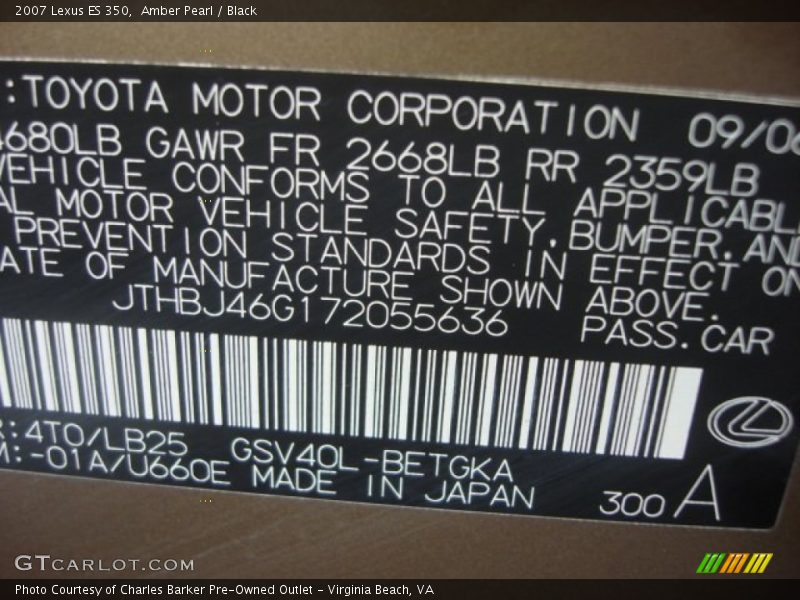 2007 Lexus ES 350,  Amber Pearl / Black
:TOYOTA MOTOR CORPORATION 09/06
4680LB GAWR FR 2668LB RR 2359LB
VEHICLE CONFORMS TO ALL APPLICABL
AL MOTOR VEHICLE SAFETY, BUMPER, AND
PREVENTION STANDARDS IN EFFECT ON
ATE OF MANUFACTURE SHOWN ABOVE.
JTHBJ46G172055636 PASS. CAR
R:4T0/LB25 GSV40L-BETGKA
M:-01A/U660E MADE IN JAPAN 300 A
GTCARLOT.COM
Photo Courtesy of Charles Barker Pre-Owned Outlet - Virginia Beach, VA